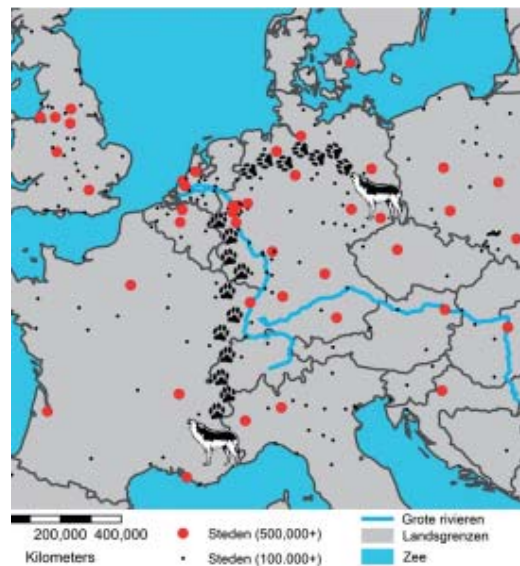 200,000 400,000
Kilometers
Steden (500,000+)
Steden (100.000+)
Grote rivieren
Landsgrenzen
Zee